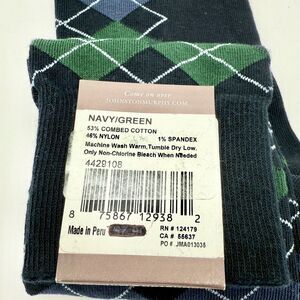 Come on over
JOHNSTONMURPHY.COM
NAVY/GREEN
53% COMBED COTTON
46% NYLON 1% SPANDEX
Machine Wash Warm,Tumble Dry Low.
Only Non-Chlorine Bleach When Needed
4429108
8 75867 12938 2
Made in Peru
RN # 124179
CA # 55637
PO # JMA013035